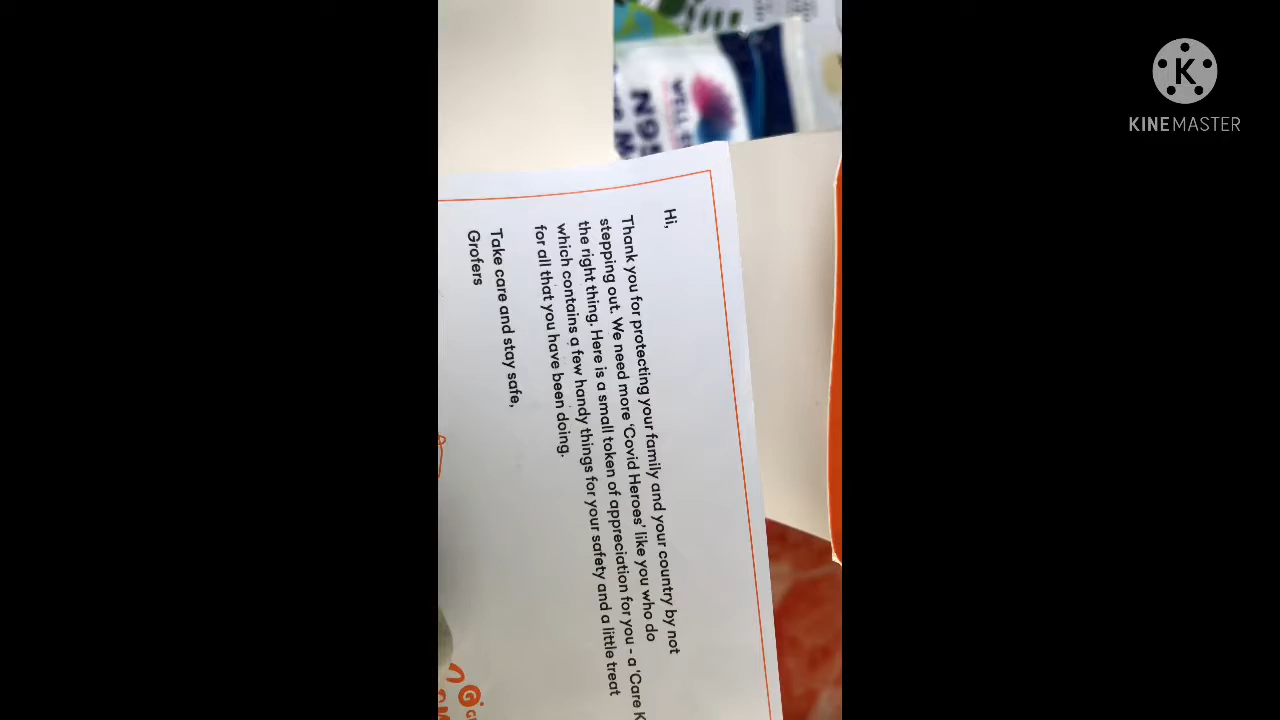 Hi,
Thank you for protecting your family and your country by not
stepping out. We need more 'Covid Heroes' like you who do
the right thing. Here is a small token of appreciation for you - a 'Care
which contains a few handy things for your safety and a little treat
for all that you have been doing.
Take care and stay safe,
Grofers
WELL
N95
KINEMASTER